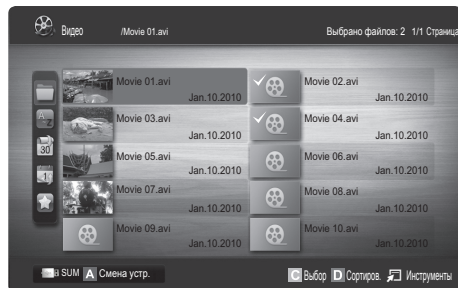 Видео /Movie 01.avi Выбрано файлов: 2 1/1 Страница
Movie 01.avi Movie 02.avi
Jan.10.2010 Jan.10.2010
Movie 03.avi Movie 04.avi
Jan.10.2010 Jan.10.2010
Movie 05.avi Movie 06.avi
Jan.10.2010 Jan.10.2010
Movie 07.avi Movie 08.avi
Jan.10.2010 Jan.10.2010
Movie 09.avi Movie 10.avi
Jan.10.2010 Jan.10.2010
A Z
30
SUM A Смена устр. C Выбор D Сортиров. Инструменты